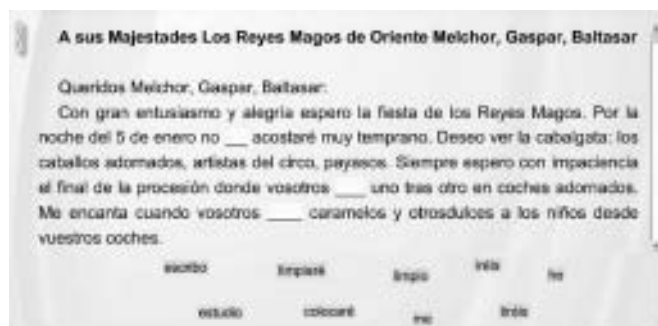 A sus Majestades Los Reyes Magos de Oriente Melchor, Gaspar, Baltasar
Queridos Melchor, Gaspar, Baltasar:
Con gran entusiasmo y alegría espero la fiesta de los Reyes Magos. Por la
noche del 5 de enero no ___ acostaré muy temprano. Deseo ver la cabalgata: los
caballos adornados, artistas del circo, payasos. Siempre espero con impaciencia
el final de la procesión donde vosotros ____ uno tras otro en coches adornados.
Me encanta cuando vosotros ____ caramelos y otrosdulces a los niños desde
vuestros coches.
escribo limpiaré limpio he
estudio colocaré me tiráis